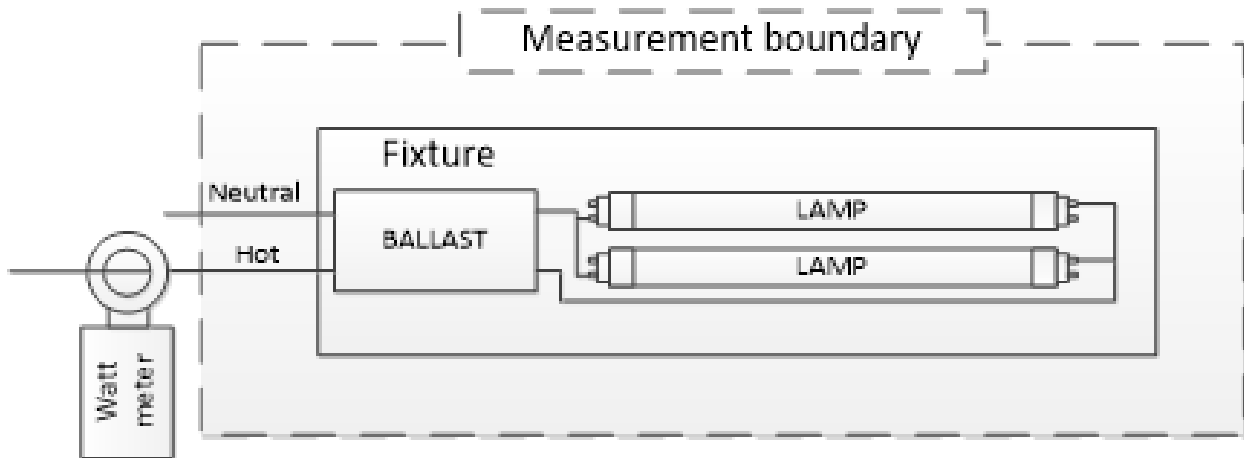 Measurement boundary
Fixture
Neutral
LAMP
BALLAST
Hot
LAMP
Watt
meter